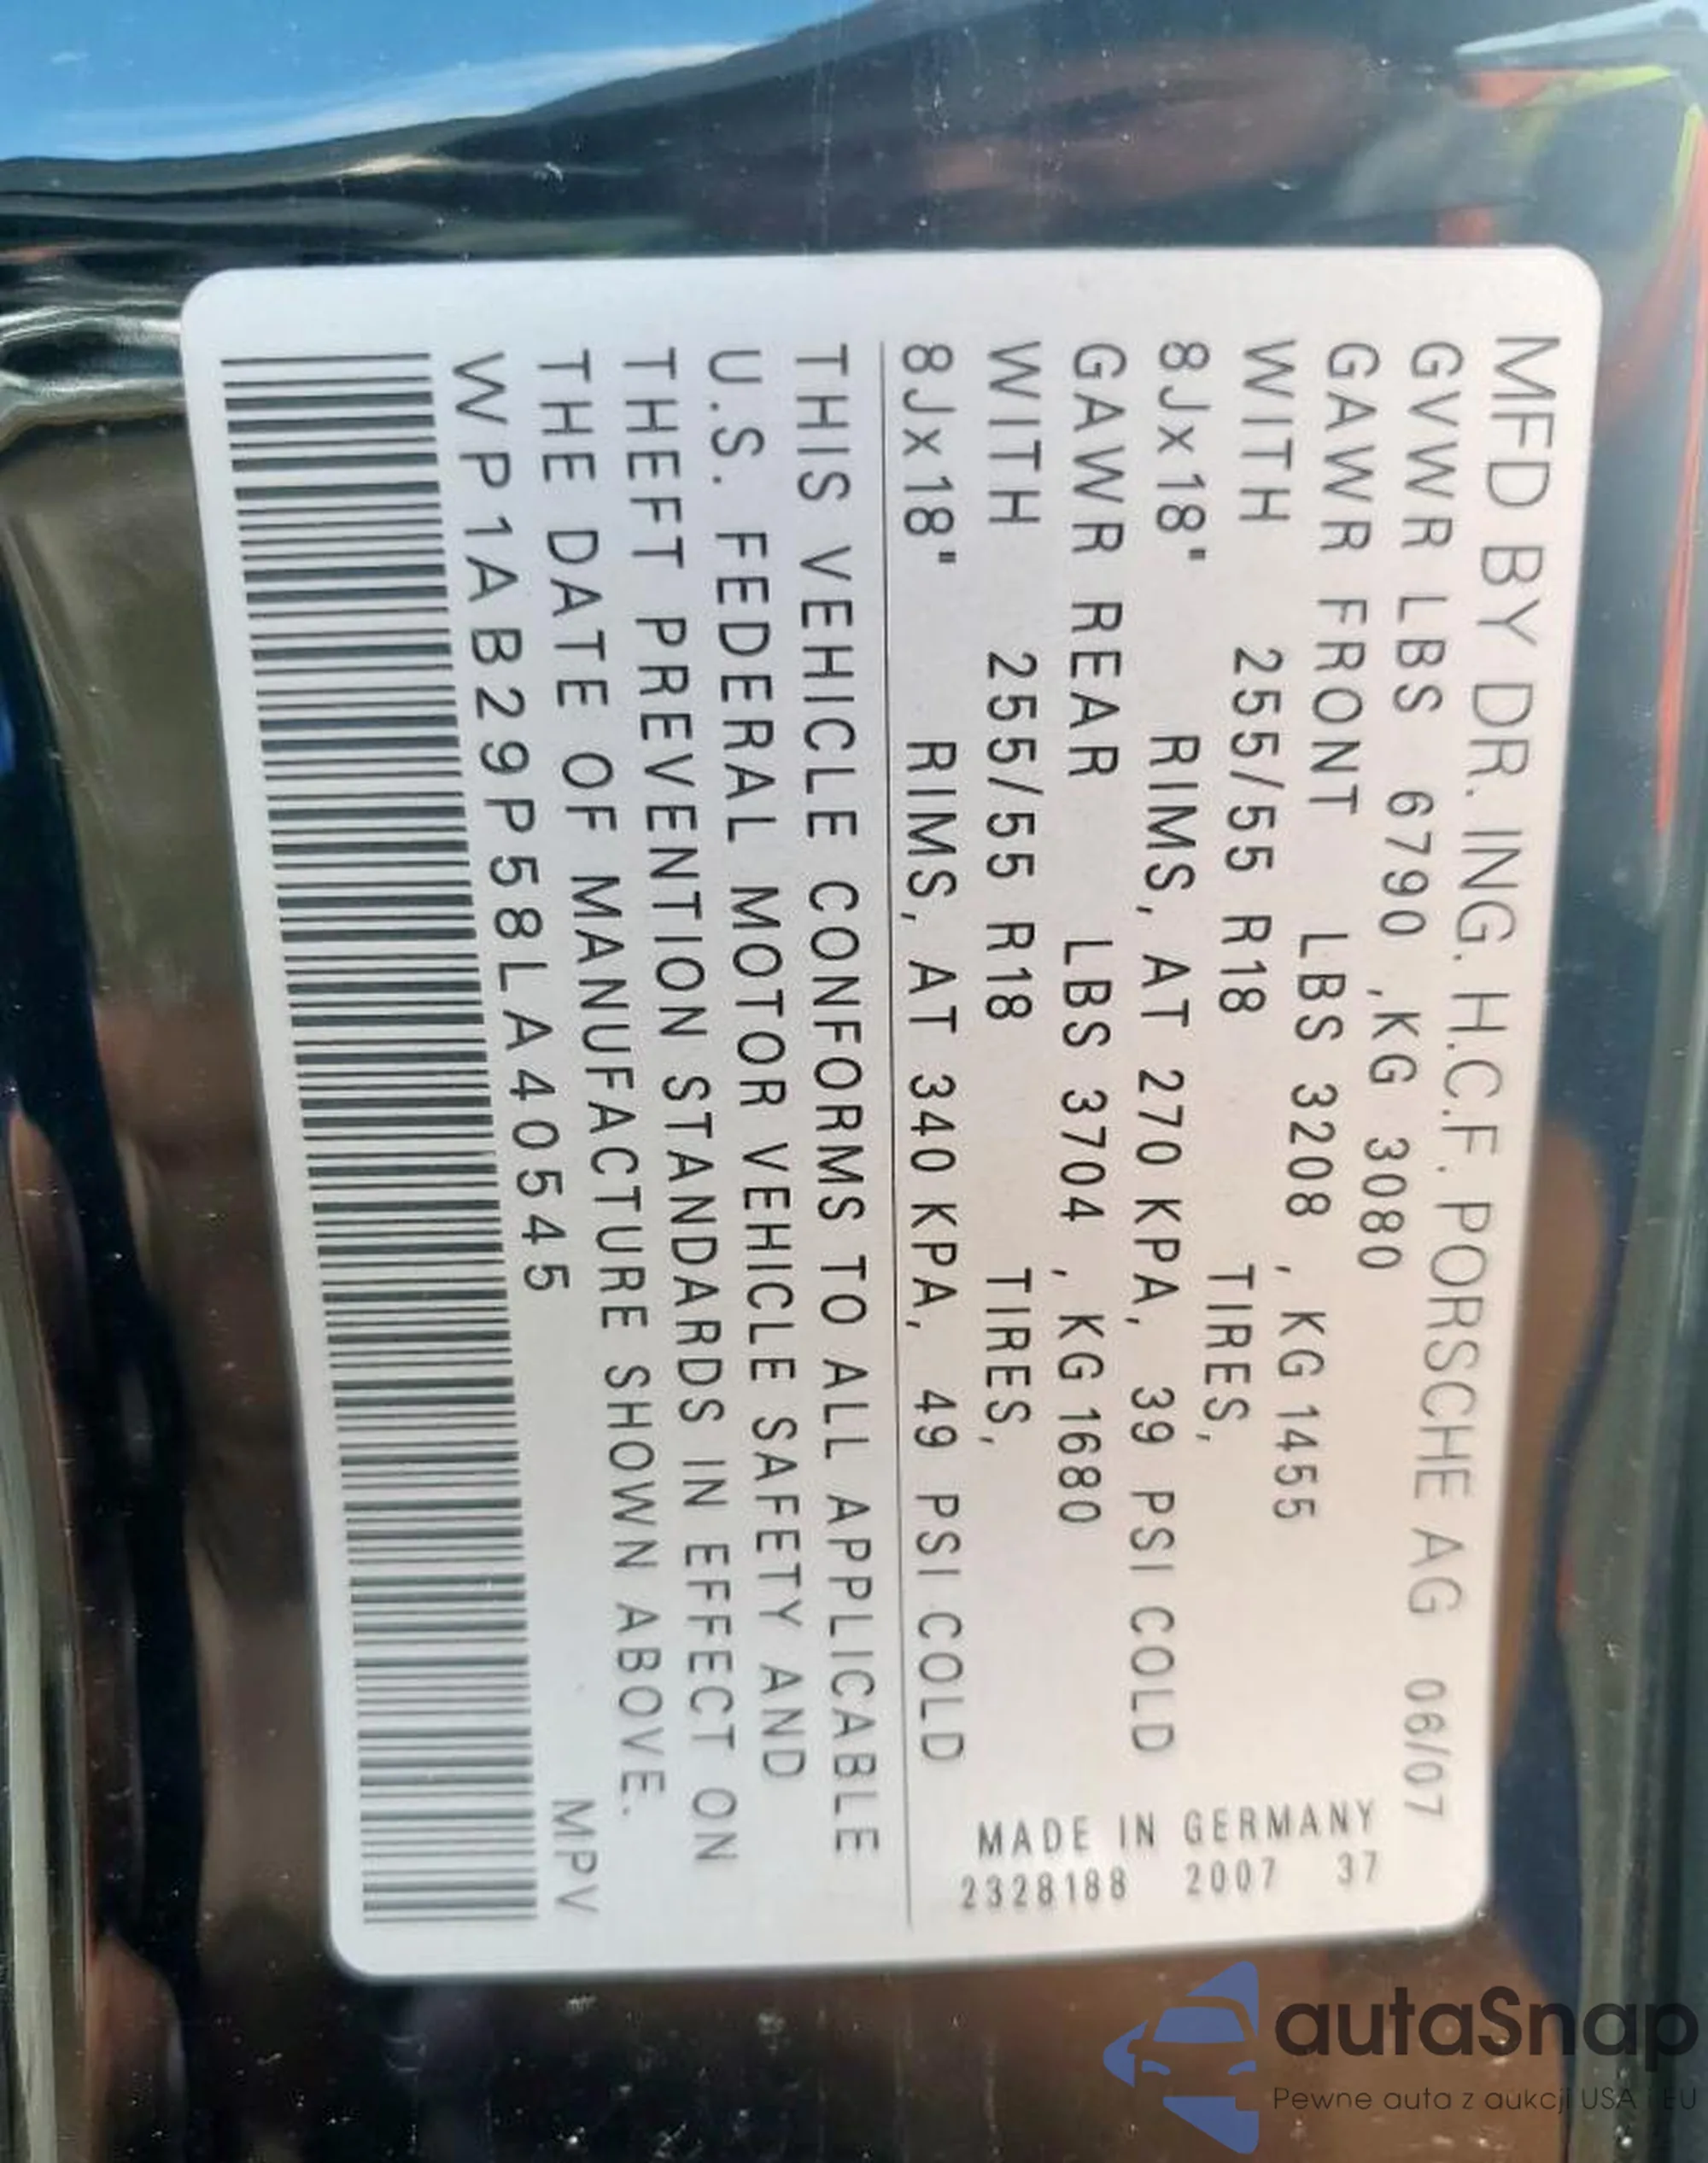 MFD BY DR. ING. H.C.F. PORSCHE AG 06/07
GVWR LBS 6790 ,KG 3080
GAWR FRONT LBS 3208 , KG 1455
WITH 255/55 R18 TIRES,
8Jx18" RIMS, AT 270 KPA, 39 PSI COLD
GAWR REAR LBS 3704 , KG 1680
WITH 255/55 R18 TIRES,
8Jx18" RIMS, AT 340 KPA, 49 PSI COLD
MADE IN GERMANY
2328188 2007 37
THIS VEHICLE CONFORMS TO ALL APPLICABLE
U.S. FEDERAL MOTOR VEHICLE SAFETY AND
THEFT PREVENTION STANDARDS IN EFFECT ON
THE DATE OF MANUFACTURE SHOWN ABOVE.
WP1AB29P58LA40545 MPV
autaSnap
Pewne auta z aukcji USA i EU